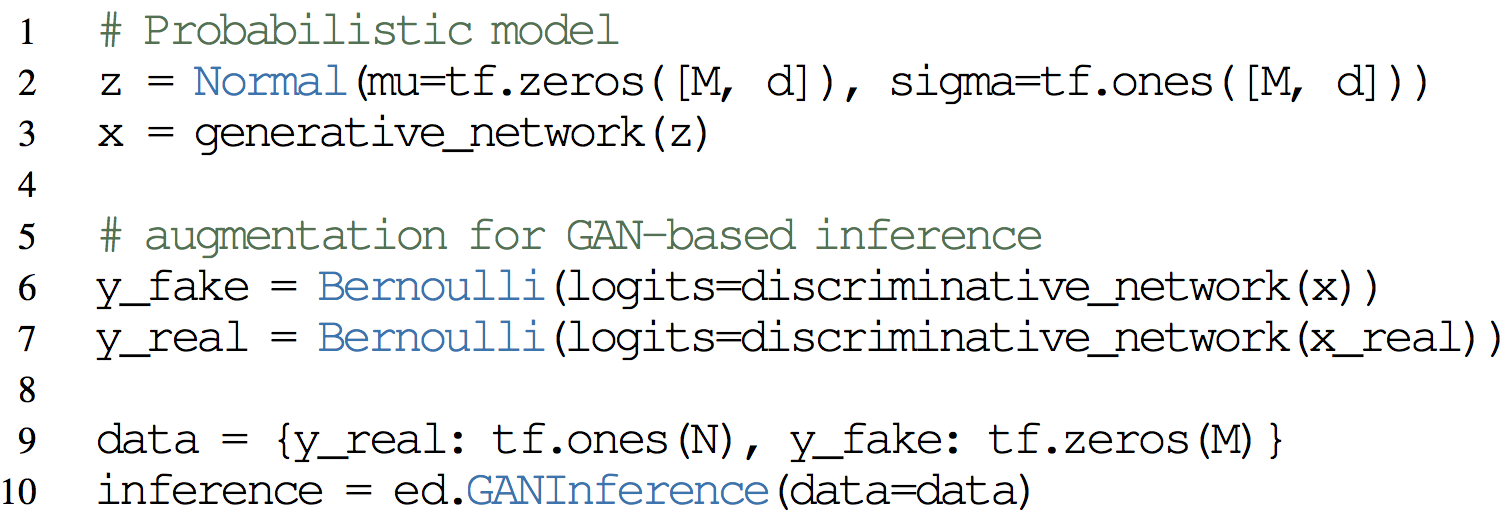 1 # Probabilistic model
2 z = Normal(mu=tf.zeros([M, d]), sigma=tf.ones([M, d]))
3 x = generative_network(z)
4
5 # augmentation for GAN-based inference
6 y_fake = Bernoulli(logits=discriminative_network(x))
7 y_real = Bernoulli(logits=discriminative_network(x_real))
8
9 data = {y_real: tf.ones(N), y_fake: tf.zeros(M)}
10 inference = ed.GANInference(data=data)